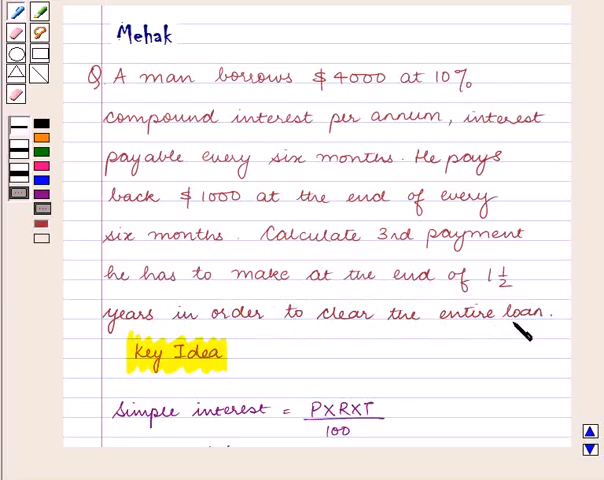 Mehak
Q. A man borrows $4000 at 10%
compound interest per annum, interest
payable every six months. He pays
back $1000 at the end of every
six months. Calculate 3rd payment
he has to make at the end of 1 1/2
years in order to clear the entire loan.
Key Idea
Simple interest = PXRXT
100